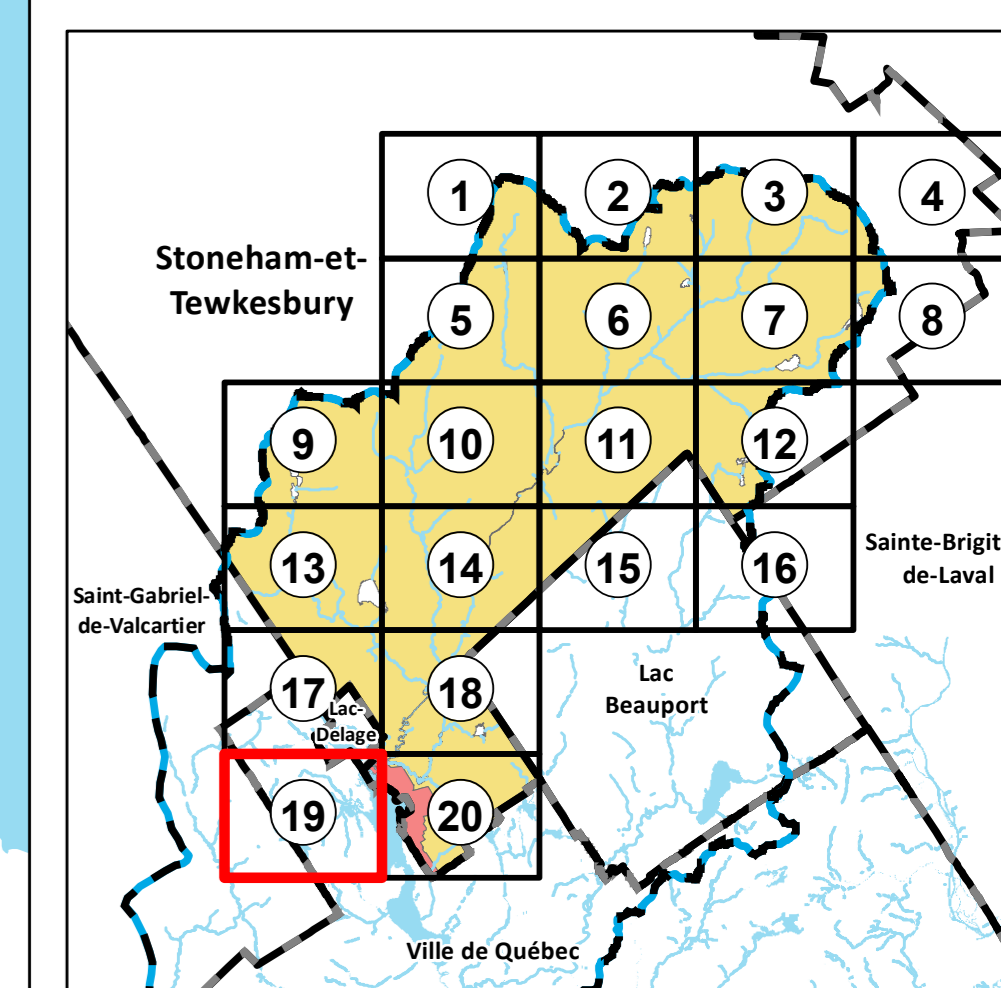 1
2
3
4
Stoneham-et-
Tewkesbury
5
6
7
8
9
10
11
12
13
14
15
16
Sainte-Brigit
de-Laval
Saint-Gabriel-
de-Valcartier
17
18
Lac-
Delage
Lac
Beauport
19
20
Ville de Québec